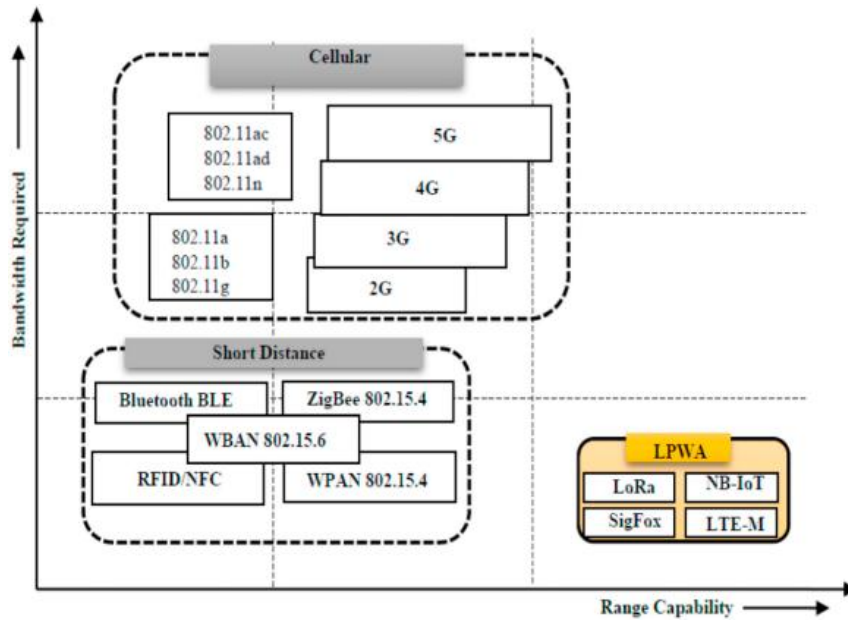 Bandwidth Required
Cellular
802.11ac
802.11ad
802.11n
5G
4G
802.11a
802.11b
802.11g
3G
2G
Short Distance
Bluetooth BLE
ZigBee 802.15.4
WBAN 802.15.6
RFID/NFC
WPAN 802.15.4
LPWA
LoRa
NB-IoT
SigFox
LTE-M
Range Capability